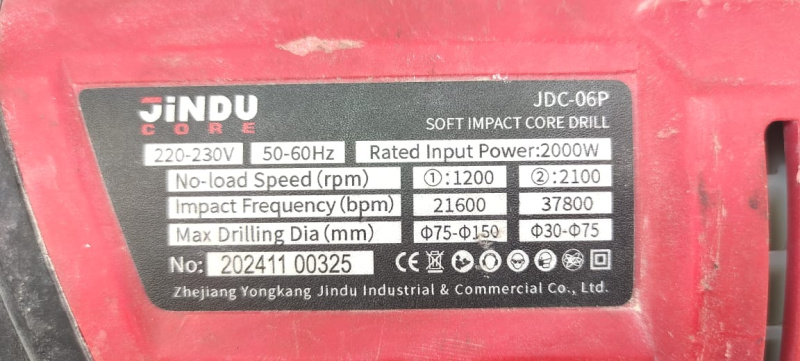 JiNDU
CORE
JDC-06P
SOFT IMPACT CORE DRILL
220-230V 50-60Hz Rated Input Power:2000W
No-load Speed (rpm) ①:1200 ②:2100
Impact Frequency (bpm) 21600 37800
Max Drilling Dia (mm) Φ75-Φ150 Φ30-Φ75
No: 202411 00325 CE
Zhejiang Yongkang Jindu Industrial & Commercial Co., Ltd.